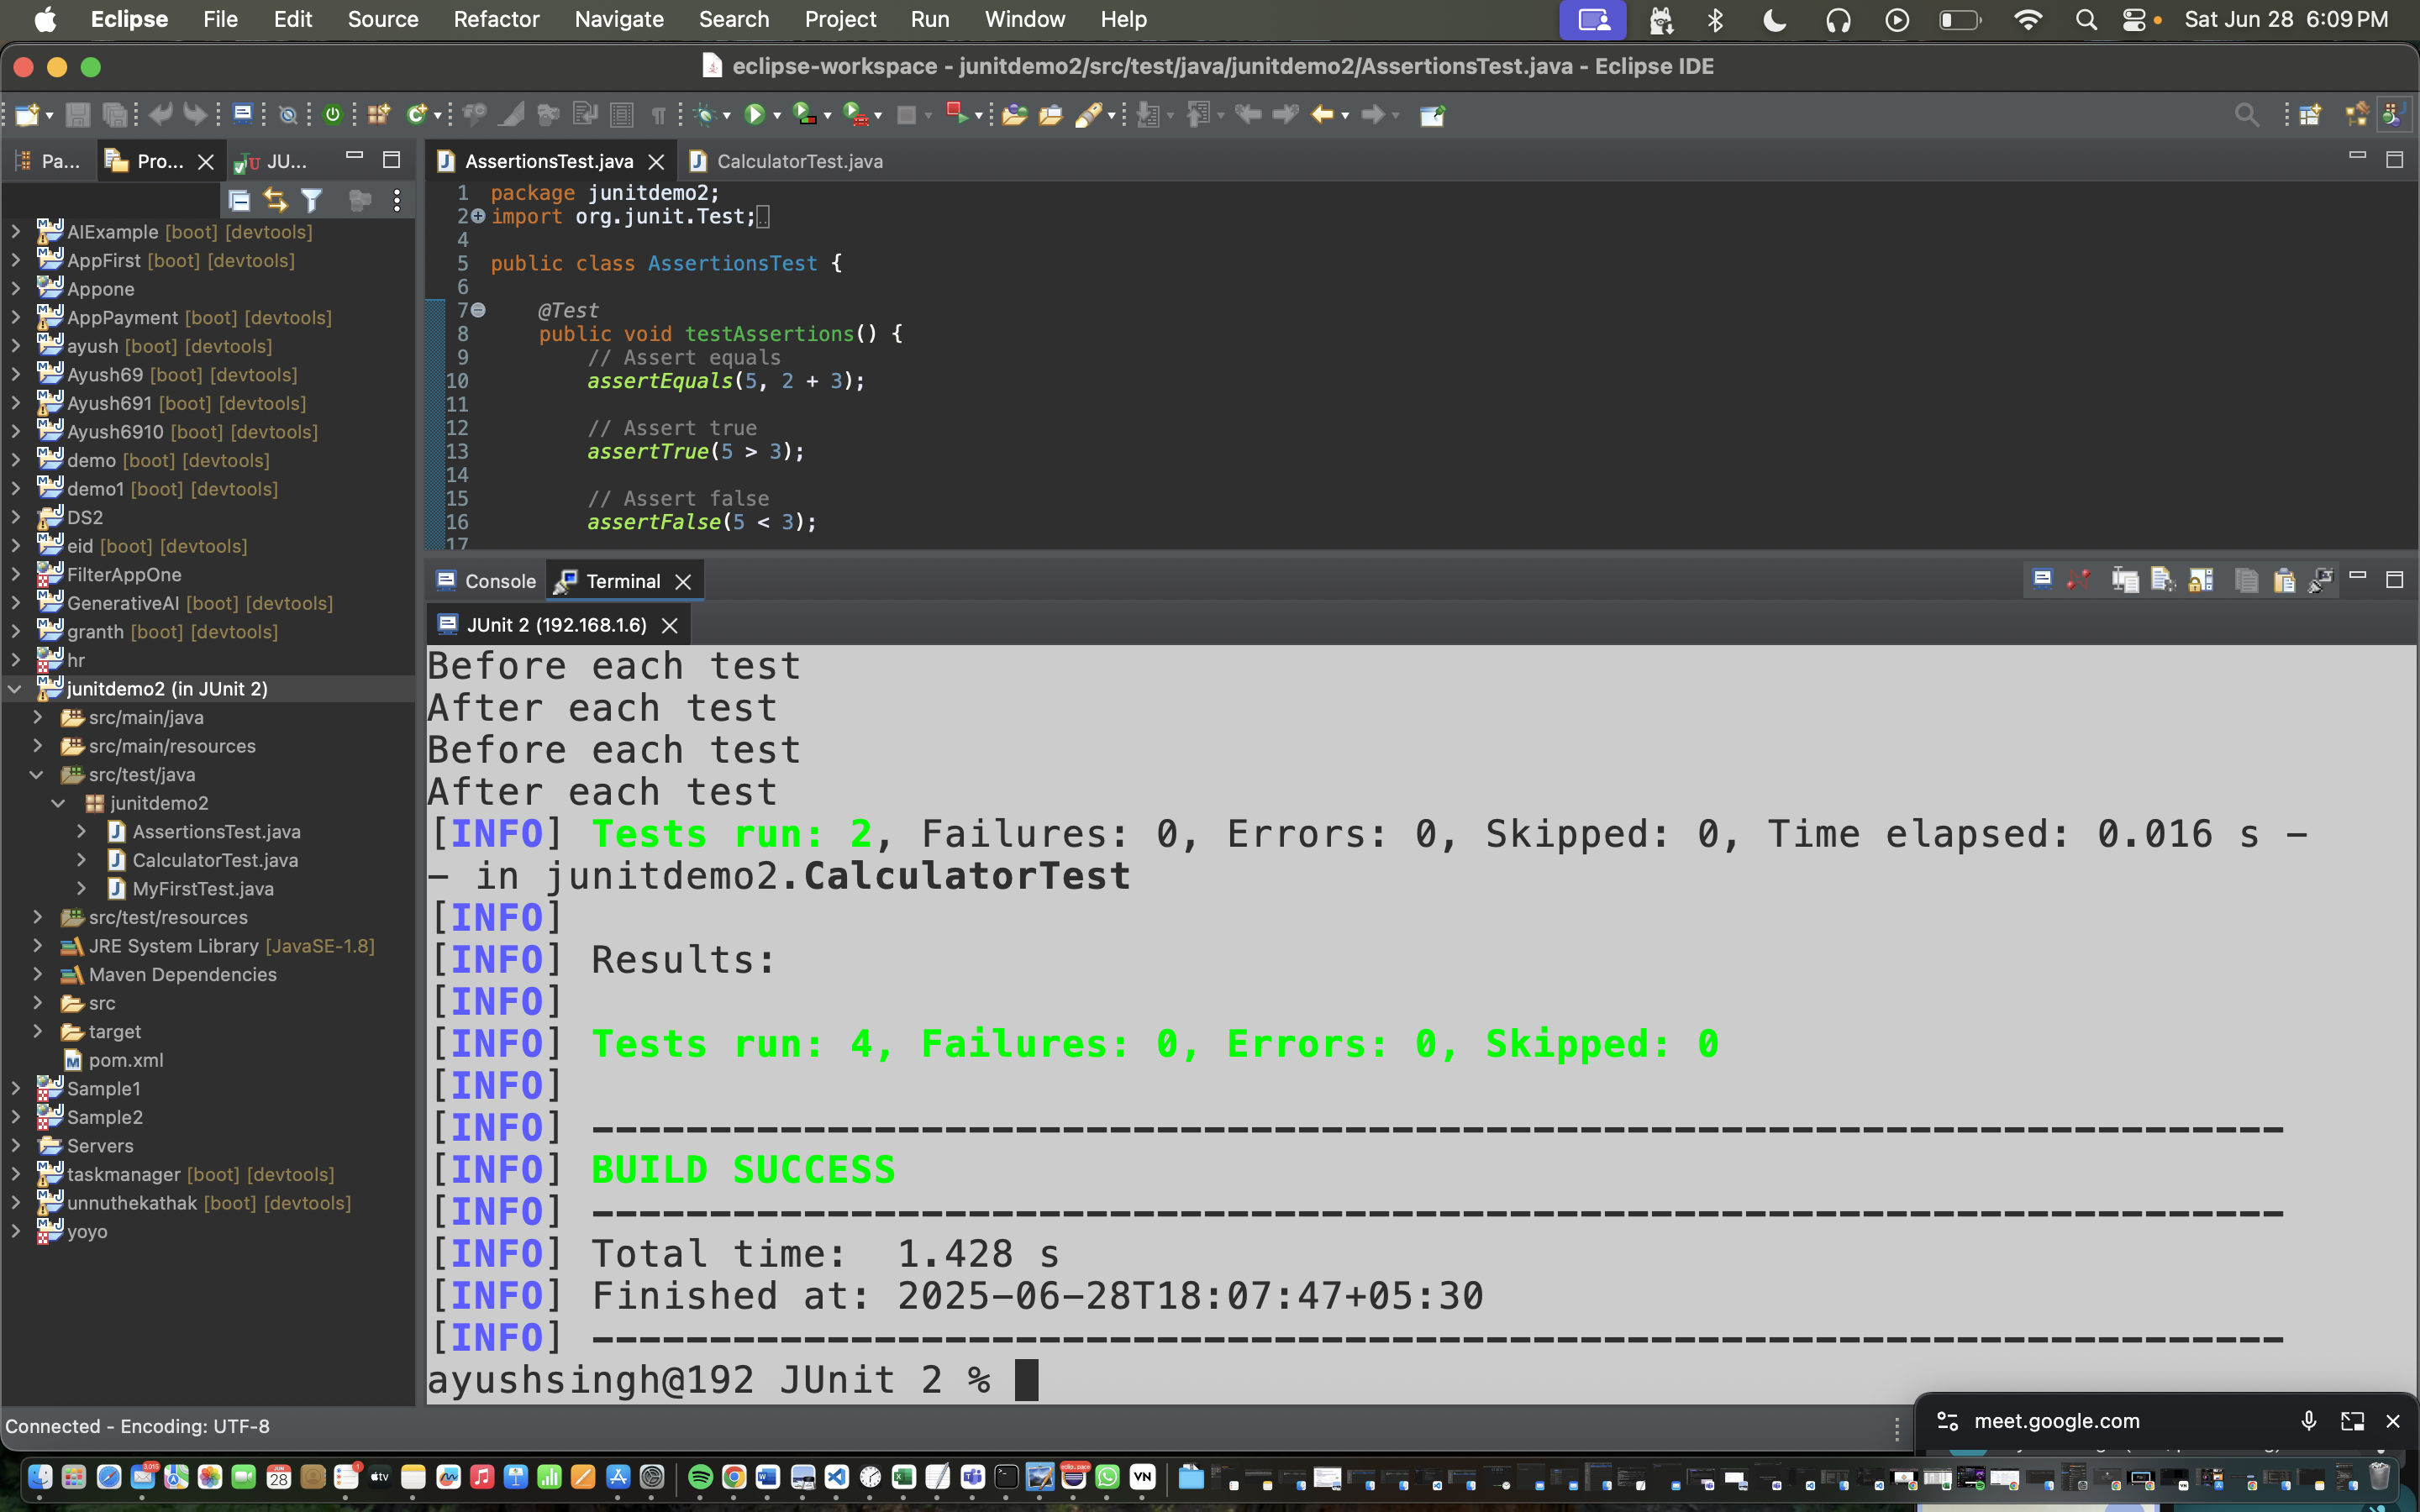 Eclipse File Edit Source Refactor Navigate Search Project Run Window Help Sat Jun 28 6:09 PM
eclipse-workspace - junitdemo2/src/test/java/junitdemo2/AssertionsTest.java - Eclipse IDE
Pa... Pro... JU...
AIExample [boot] [devtools]
AppFirst [boot] [devtools]
Appone
AppPayment [boot] [devtools]
ayush [boot] [devtools]
Ayush69 [boot] [devtools]
Ayush691 [boot] [devtools]
Ayush6910 [boot] [devtools]
demo [boot] [devtools]
demo1 [boot] [devtools]
DS2
eid [boot] [devtools]
FilterAppOne
GenerativeAI [boot] [devtools]
granth [boot] [devtools]
hr
junitdemo2 (in JUnit 2)
src/main/java
src/main/resources
src/test/java
junitdemo2
AssertionsTest.java
CalculatorTest.java
MyFirstTest.java
src/test/resources
JRE System Library [JavaSE-1.8]
Maven Dependencies
src
target
pom.xml
Sample1
Sample2
Servers
taskmanager [boot] [devtools]
unnuthekathak [boot] [devtools]
yoyo
AssertionsTest.java CalculatorTest.java
1 package junitdemo2;
2 import org.junit.Test;
4
5 public class AssertionsTest {
6
7 @Test
8 public void testAssertions() {
9 // Assert equals
10 assertEquals(5, 2 + 3);
11
12 // Assert true
13 assertTrue(5 > 3);
14
15 // Assert false
16 assertFalse(5 < 3);
17
Console Terminal
JUnit 2 (192.168.1.6)
Before each test
After each test
Before each test
After each test
[INFO] Tests run: 2, Failures: 0, Errors: 0, Skipped: 0, Time elapsed: 0.016 s -
- in junitdemo2.CalculatorTest
[INFO]
[INFO] Results:
[INFO]
[INFO] Tests run: 4, Failures: 0, Errors: 0, Skipped: 0
[INFO]
[INFO] ------------------------------------------------------------------------
[INFO] BUILD SUCCESS
[INFO] ------------------------------------------------------------------------
[INFO] Total time:  1.428 s
[INFO] Finished at: 2025-06-28T18:07:47+05:30
[INFO] ------------------------------------------------------------------------
ayushsingh@192 JUnit 2 %
Connected - Encoding: UTF-8
meet.google.com